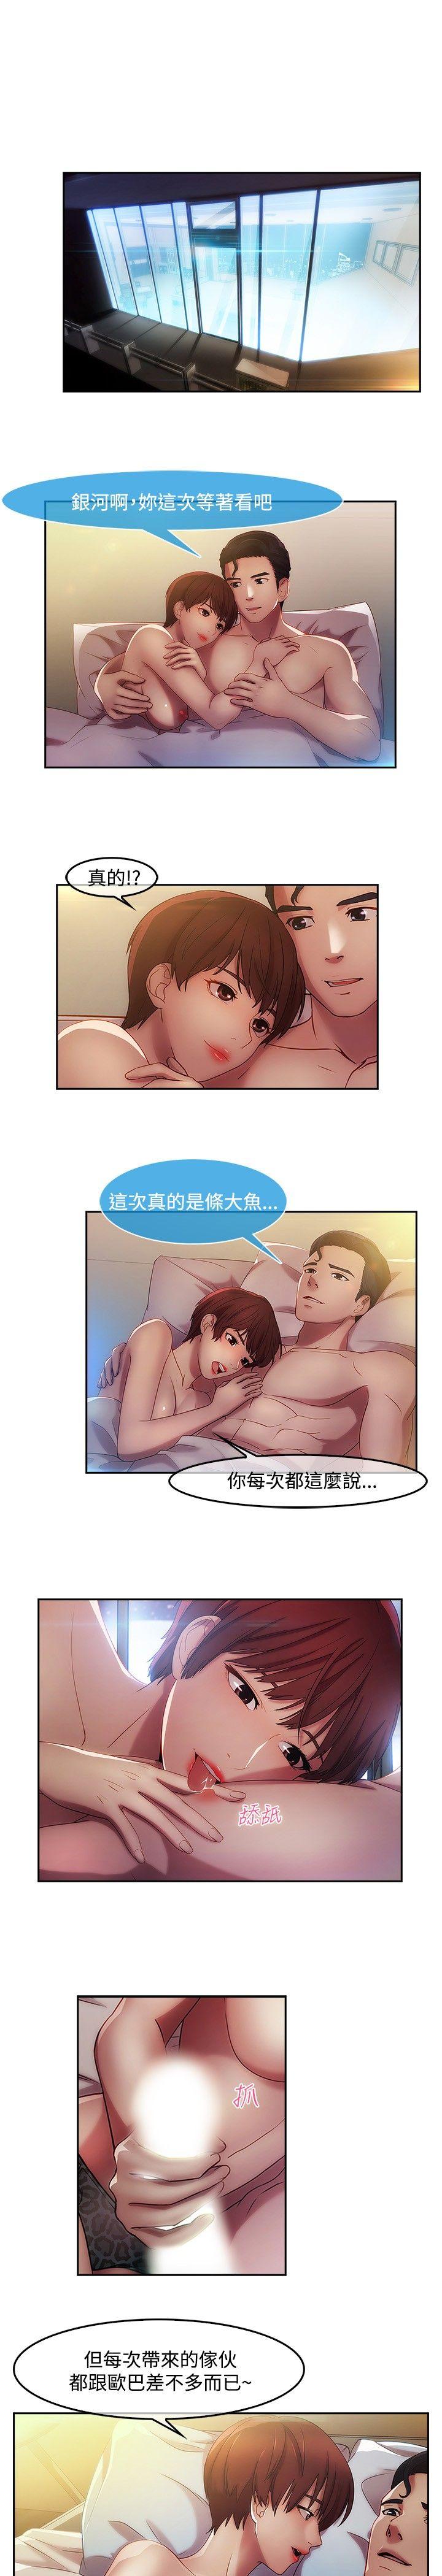 銀河啊,妳這次等著看吧
真的!?
這次真的是條大魚...
你每次都這麼說...
舔舐
抓
但每次帶來的傢伙
都跟歐巴差不多而已~